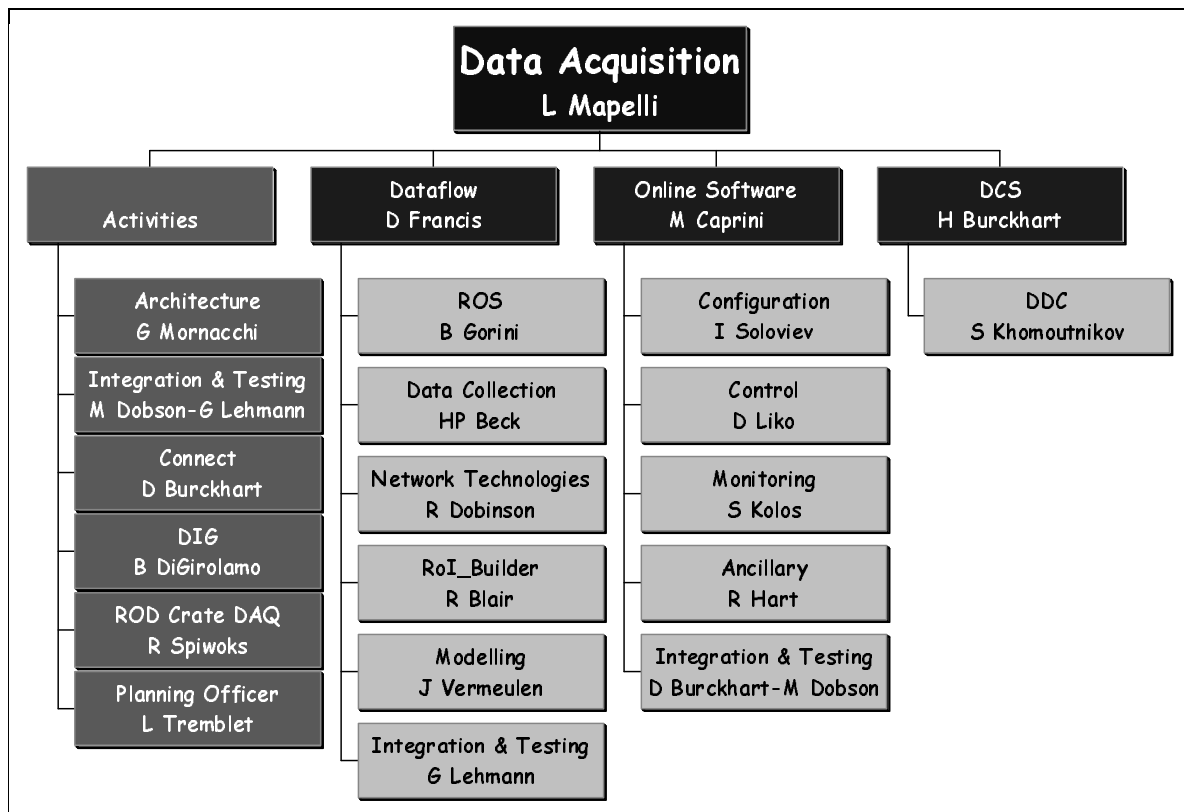 Data Acquisition
L Mapelli
Activities
Dataflow
D Francis
Online Software
M Caprini
DCS
H Burckhart
Architecture
G Mornacchi
Integration & Testing
M Dobson-G Lehmann
Connect
D Burckhart
DIG
B DiGirolamo
ROD Crate DAQ
R Spiwoks
Planning Officer
L Tremblet
ROS
B Gorini
Data Collection
HP Beck
Network Technologies
R Dobinson
RoI_Builder
R Blair
Modelling
J Vermeulen
Integration & Testing
G Lehmann
Configuration
I Soloviev
Control
D Liko
Monitoring
S Kolos
Ancillary
R Hart
Integration & Testing
D Burckhart-M Dobson
DDC
S Khomoutnikov